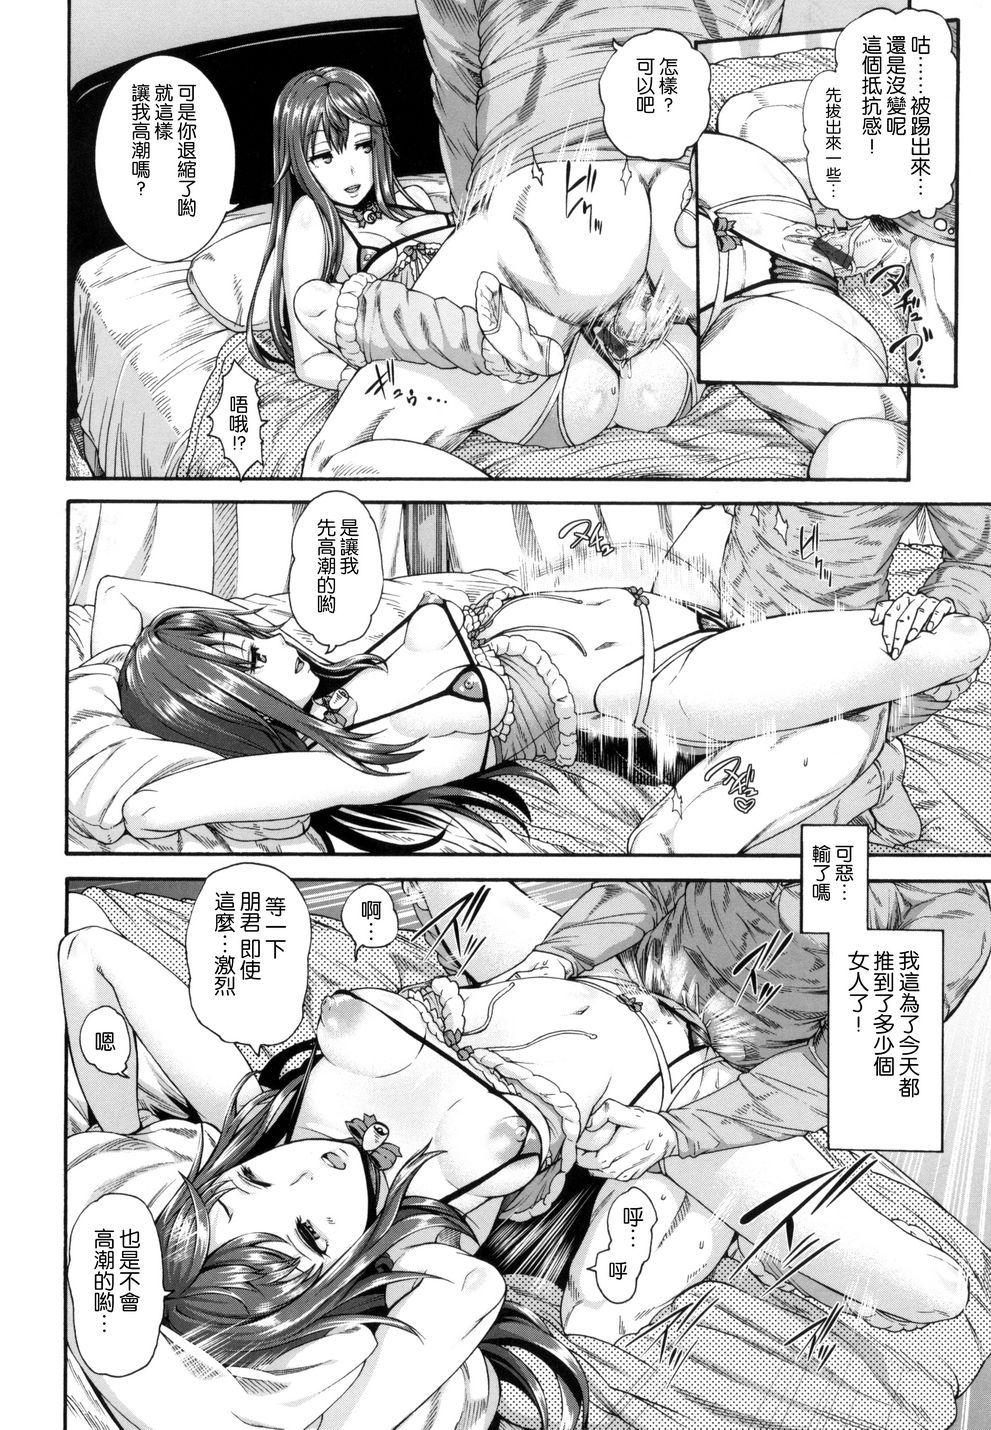 咕……被踢出來…
還是沒變呢
這個抵抗感！
先拔出來一些…
怎樣？
可以吧
可是你退縮了喲
就這樣
讓我高潮嗎？
唔哦!?
是讓我
先高潮的喲
可惡…
輸了嗎
我這為了今天都
推到了多少個
女人了！
啊…
等一下
朋君 即使
這麼…激烈
嗯
呼
呼
也是不會
高潮的喲…